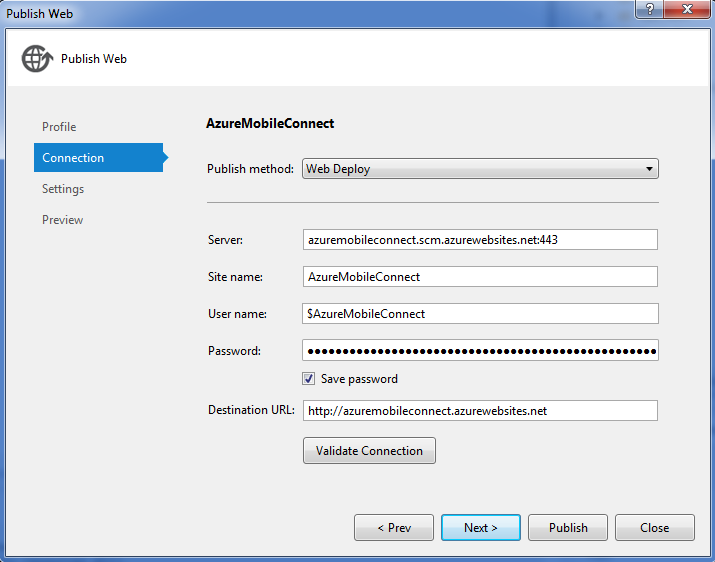 Publish Web
?
Publish Web
Profile
Connection
Settings
Preview
AzureMobileConnect
Publish method: Web Deploy
Server: azuremobileconnect.scm.azurewebsites.net:443
Site name: AzureMobileConnect
User name: $AzureMobileConnect
Password: ●●●●●●●●●●●●●●●●●●●●●●●●●●●●●●●●●●●●●●●●●●●●●●●●●●
Save password
Destination URL: http://azuremobileconnect.azurewebsites.net
Validate Connection
< Prev Next > Publish Close